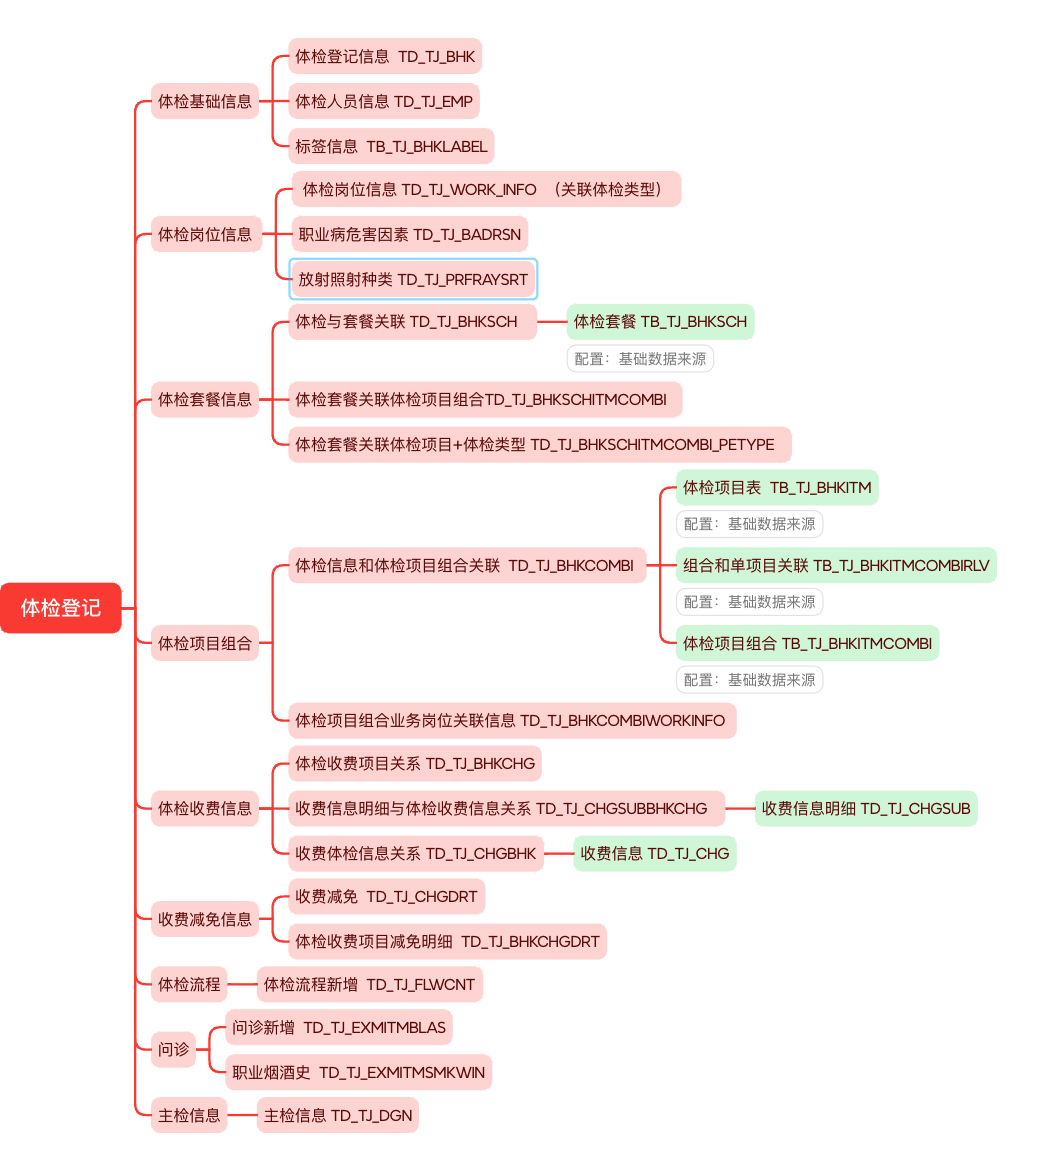 体检登记
体检基础信息
体检登记信息 TD_TJ_BHK
体检人员信息 TD_TJ_EMP
标签信息 TB_TJ_BHKLABEL
体检岗位信息
体检岗位信息 TD_TJ_WORK_INFO （关联体检类型）
职业病危害因素 TD_TJ_BADRSN
放射照射种类 TD_TJ_PRFRAYSRT
体检套餐信息
体检与套餐关联 TD_TJ_BHKSCH
体检套餐 TB_TJ_BHKSCH
配置：基础数据来源
体检套餐关联体检项目组合TD_TJ_BHKSCHITMCOMBI
体检套餐关联体检项目+体检类型 TD_TJ_BHKSCHITMCOMBI_PETYPE
体检项目组合
体检信息和体检项目组合关联 TD_TJ_BHKCOMBI
体检项目表 TB_TJ_BHKITM
配置：基础数据来源
组合和单项目关联 TB_TJ_BHKITMCOMBIRLV
配置：基础数据来源
体检项目组合 TB_TJ_BHKITMCOMBI
配置：基础数据来源
体检项目组合业务岗位关联信息 TD_TJ_BHKCOMBIWORKINFO
体检收费信息
体检收费项目关系 TD_TJ_BHKCHG
收费信息明细与体检收费信息关系 TD_TJ_CHGSUBBHKCHG
收费信息明细 TD_TJ_CHGSUB
收费体检信息关系 TD_TJ_CHGBHK
收费信息 TD_TJ_CHG
收费减免信息
收费减免 TD_TJ_CHGDRT
体检收费项目减免明细 TD_TJ_BHKCHGDRT
体检流程
体检流程新增 TD_TJ_FLWCNT
问诊
问诊新增 TD_TJ_EXMITMBLAS
职业烟酒史 TD_TJ_EXMITMSMKWIN
主检信息
主检信息 TD_TJ_DGN